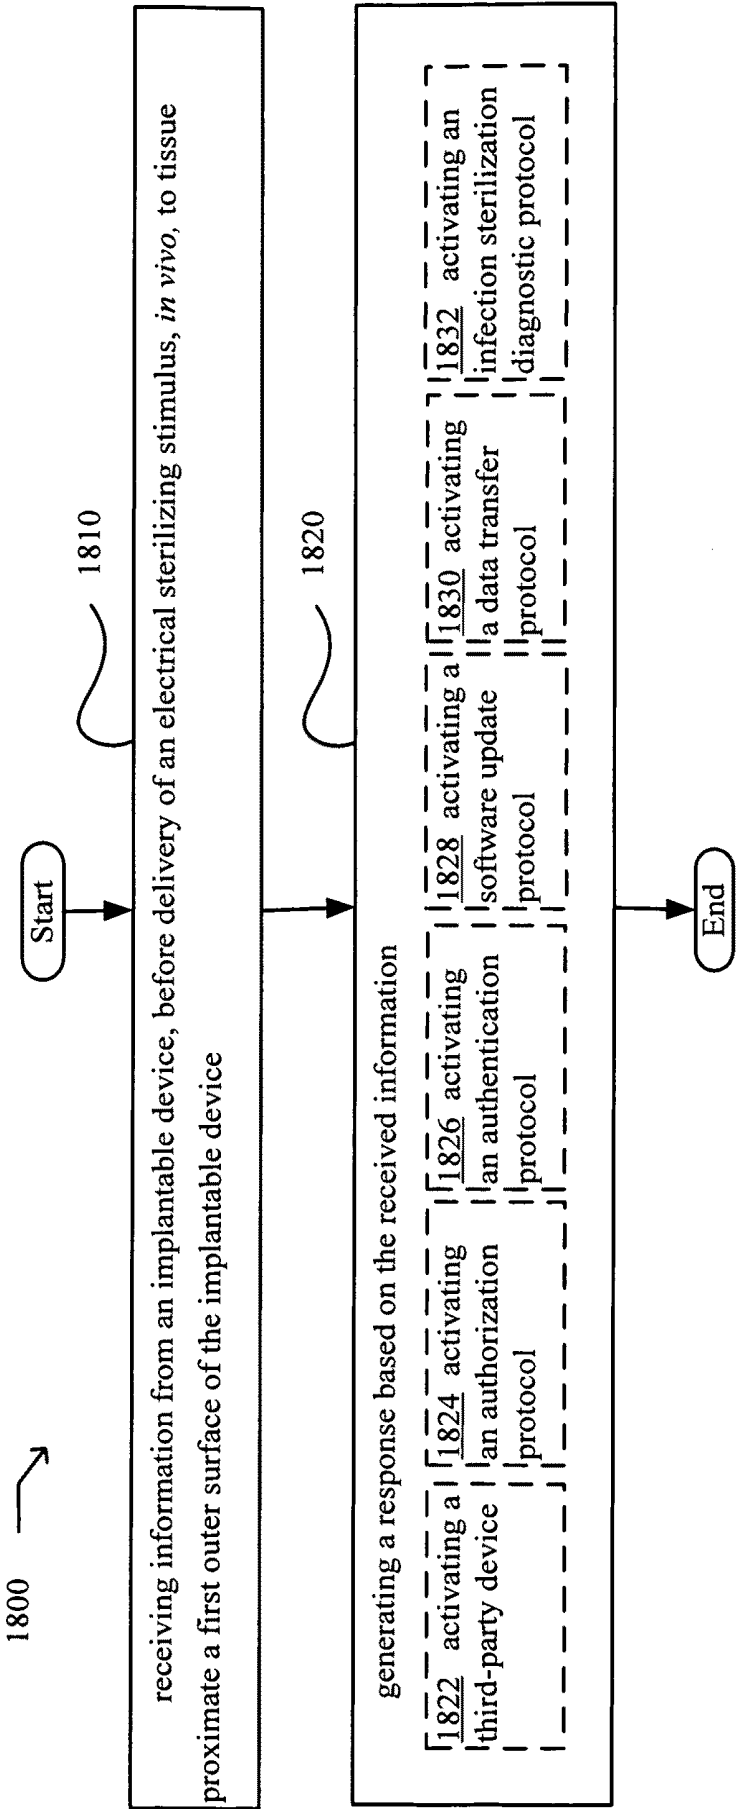 1800
Start
1810
receiving information from an implantable device, before delivery of an electrical sterilizing stimulus, in vivo, to tissue
proximate a first outer surface of the implantable device
1820
generating a response based on the received information
1822 activating a
third-party device
1824 activating
an authorization
protocol
1826 activating
an authentication
protocol
1828 activating a
software update
protocol
1830 activating
a data transfer
protocol
1832 activating an
infection sterilization
diagnostic protocol
End